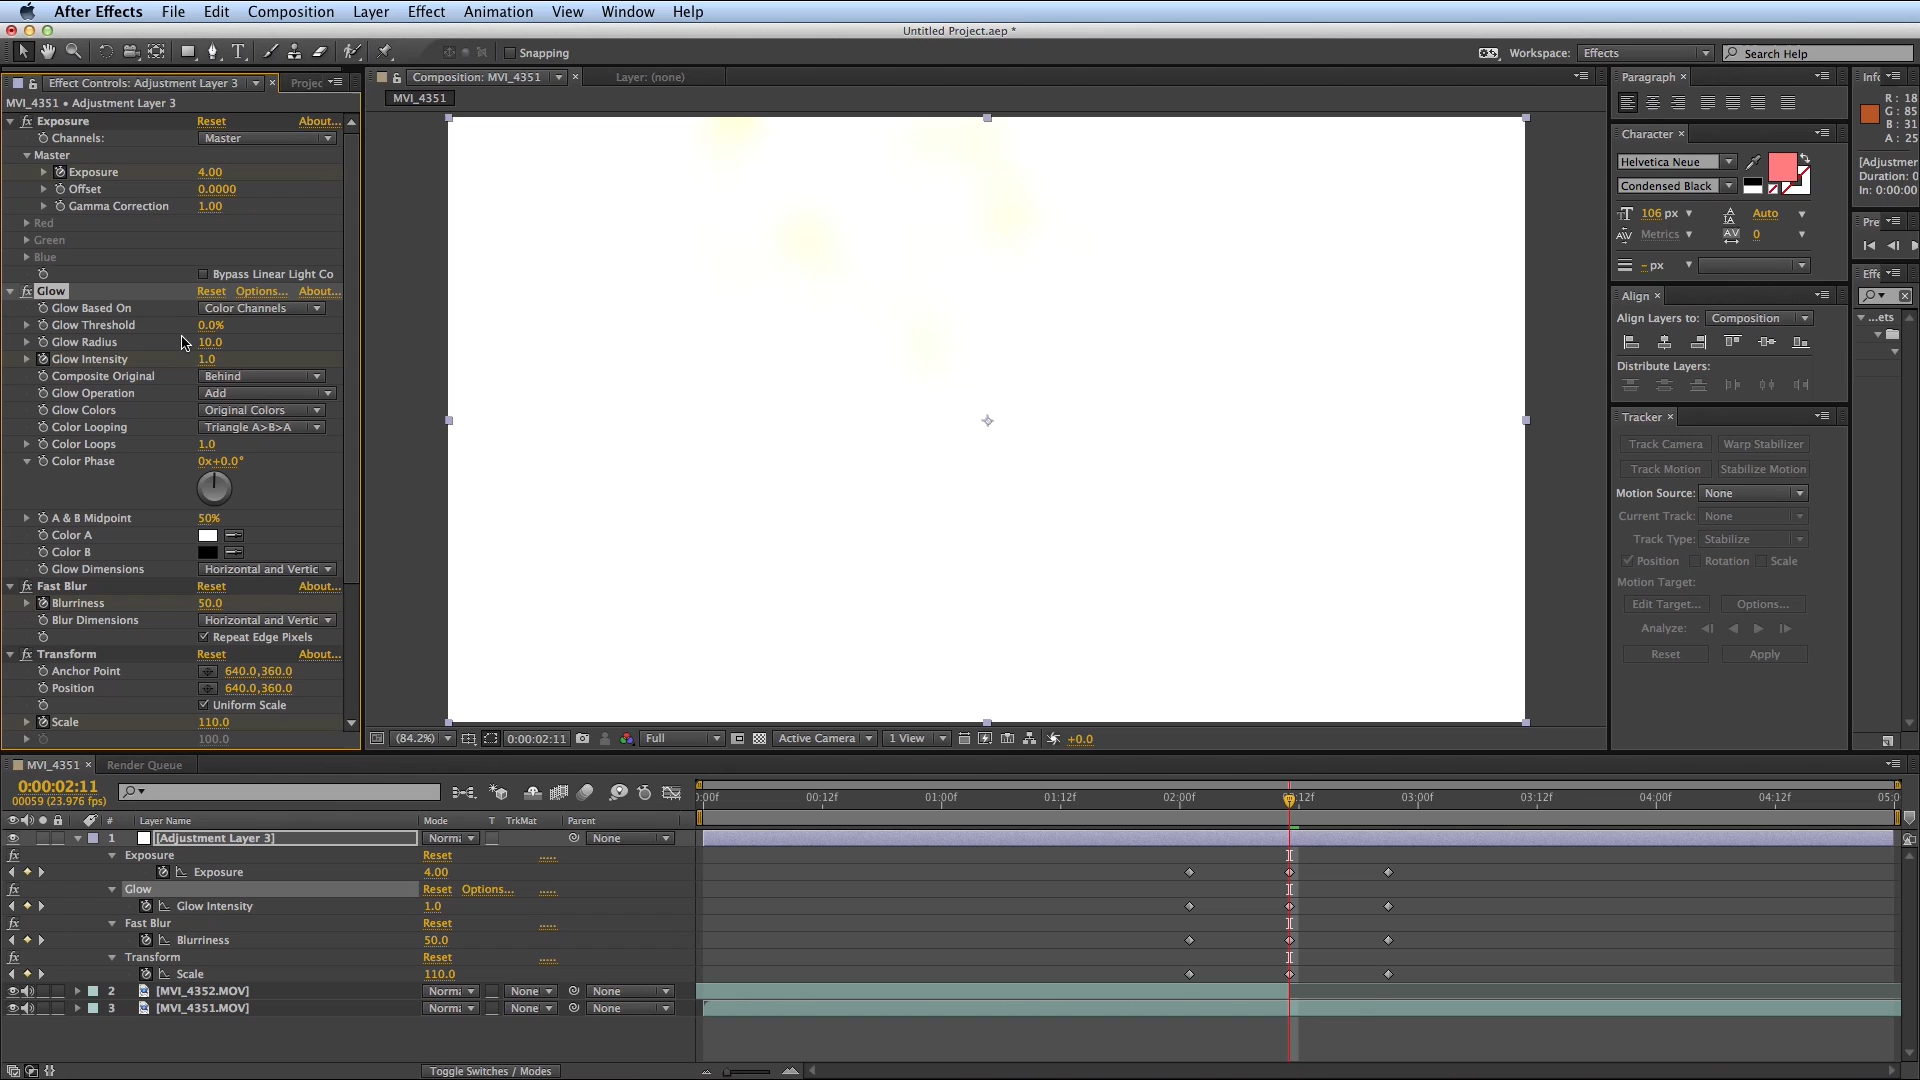 After Effects File Edit Composition Layer Effect Animation View Window Help
Untitled Project.aep *
Snapping
Workspace: Effects
Search Help
Effect Controls: Adjustment Layer 3
Projec
MVI_4351 • Adjustment Layer 3
fx Exposure Reset About...
Channels: Master
Master
Exposure 4.00
Offset 0.0000
Gamma Correction 1.00
Red
Green
Blue
Bypass Linear Light Co
fx Glow Reset Options... About...
Glow Based On Color Channels
Glow Threshold 0.0%
Glow Radius 10.0
Glow Intensity 1.0
Composite Original Behind
Glow Operation Add
Glow Colors Original Colors
Color Looping Triangle A>B>A
Color Loops 1.0
Color Phase 0x+0.0°
A & B Midpoint 50%
Color A
Color B
Glow Dimensions Horizontal and Vertic
fx Fast Blur Reset About...
Blurriness 50.0
Blur Dimensions Horizontal and Vertic
Repeat Edge Pixels
fx Transform Reset About...
Anchor Point 640.0,360.0
Position 640.0,360.0
Uniform Scale
Scale 110.0
100.0
Composition: MVI_4351
Layer: (none)
MVI_4351
(84.2%) 0:00:02:11 Full Active Camera 1 View +0.0
Paragraph
Character
Helvetica Neue
Condensed Black
106 px Auto
Metrics 0
- px
Align
Align Layers to: Composition
Distribute Layers:
Tracker
Track Camera Warp Stabilizer
Track Motion Stabilize Motion
Motion Source: None
Current Track: None
Track Type: Stabilize
Position Rotation Scale
Motion Target:
Edit Target... Options...
Analyze:
Reset Apply
Info
R: 18
G: 85
B: 31
A: 25
[Adjustmer
Duration: 0
In: 0:00:00
Pre
Effe
...ets
MVI_4351
Render Queue
0:00:02:11
00059 (23.976 fps)
# Layer Name Mode T TrkMat Parent
:00f 00:12f 01:00f 01:12f 02:00f :12f 03:00f 03:12f 04:00f 04:12f 05:0
1 [Adjustment Layer 3] Norma None
fx Exposure Reset .....
Exposure 4.00
fx Glow Reset Options... .....
Glow Intensity 1.0
fx Fast Blur Reset .....
Blurriness 50.0
fx Transform Reset .....
Scale 110.0
2 [MVI_4352.MOV] Norma None None
3 [MVI_4351.MOV] Norma None None
Toggle Switches / Modes